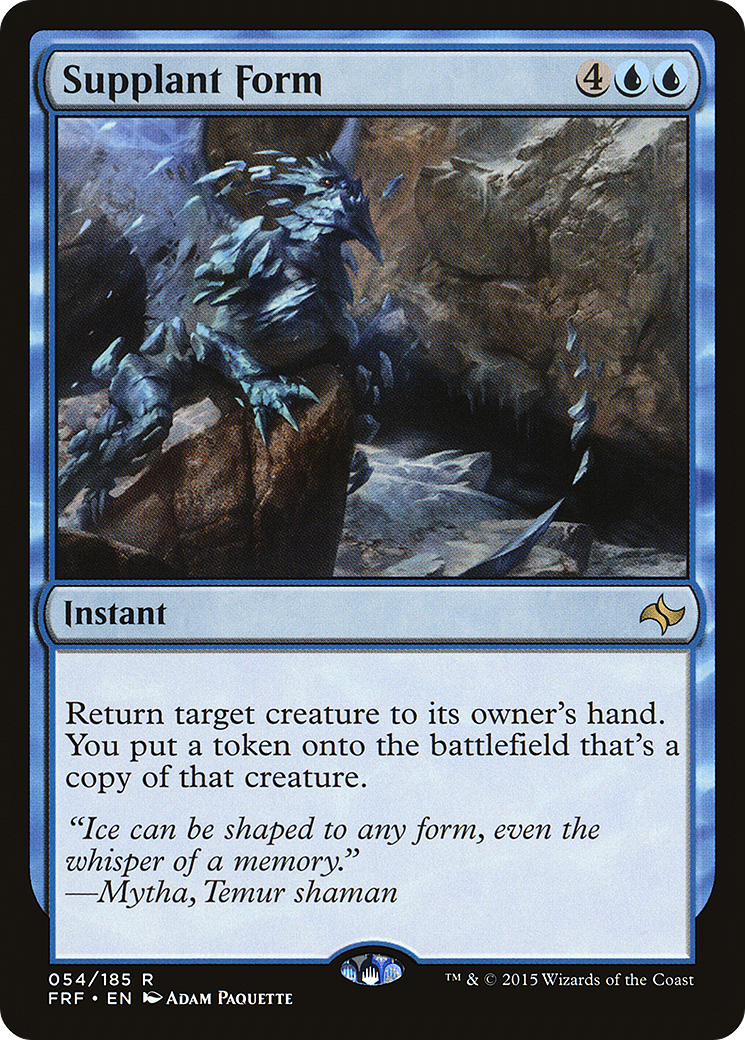 Supplant Form 4
Instant
Return target creature to its owner's hand.
You put a token onto the battlefield that's a
copy of that creature.
"Ice can be shaped to any form, even the
whisper of a memory."
—Mytha, Temur shaman
054/185 R
FRF • EN Adam Paquette
™ & © 2015 Wizards of the Coast